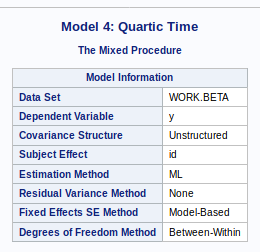 Model 4: Quartic Time
The Mixed Procedure
Model Information
Data Set WORK.BETA
Dependent Variable y
Covariance Structure Unstructured
Subject Effect id
Estimation Method ML
Residual Variance Method None
Fixed Effects SE Method Model-Based
Degrees of Freedom Method Between-Within